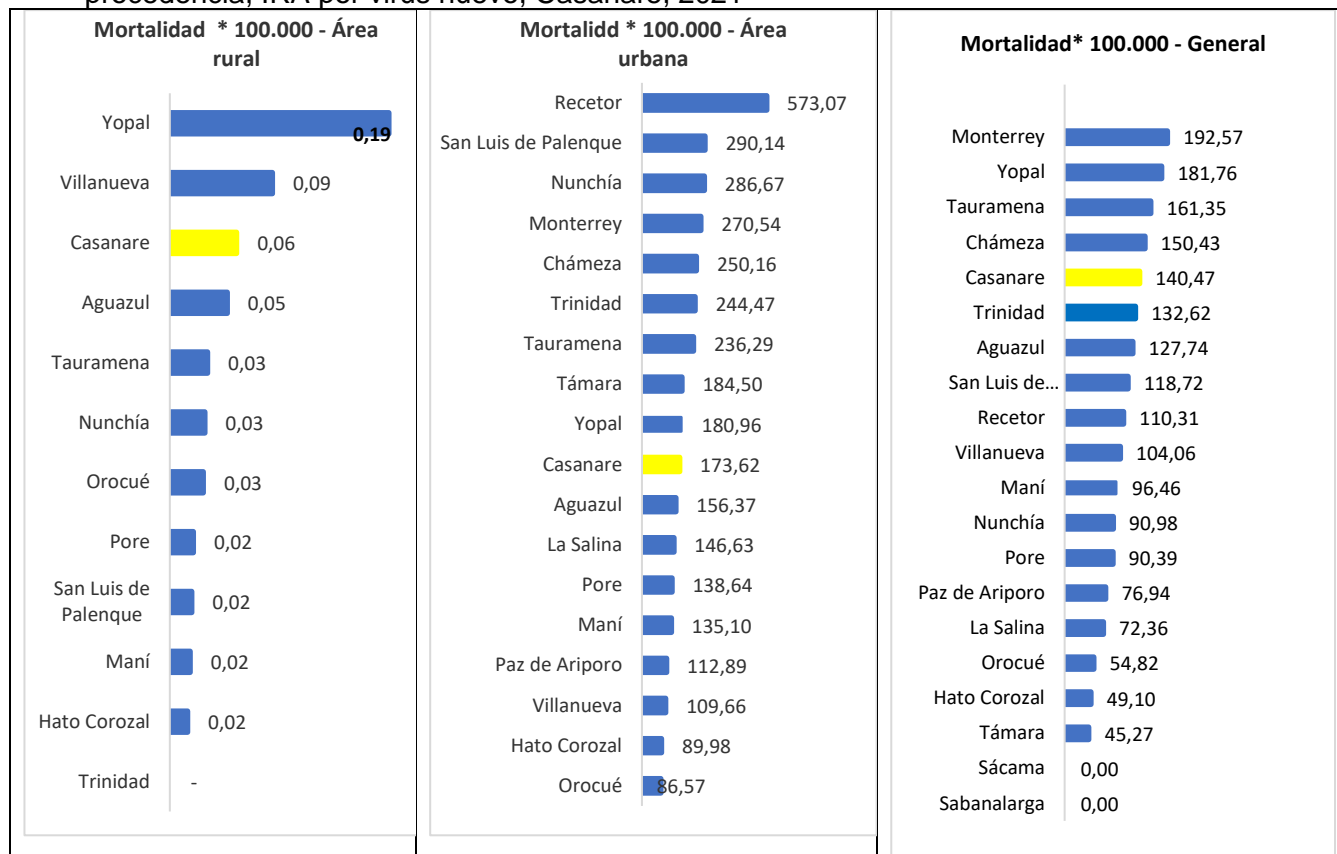 procedencia, IRA por virus nuevo, Casanare, 2021
Mortalidad * 100.000 - Área
rural
Yopal 0,19
Villanueva 0,09
Casanare 0,06
Aguazul 0,05
Tauramena 0,03
Nunchía 0,03
Orocué 0,03
Pore 0,02
San Luis de
Palenque 0,02
Maní 0,02
Hato Corozal 0,02
Trinidad -
Mortalidd * 100.000 - Área
urbana
Recetor 573,07
San Luis de Palenque 290,14
Nunchía 286,67
Monterrey 270,54
Chámeza 250,16
Trinidad 244,47
Tauramena 236,29
Támara 184,50
Yopal 180,96
Casanare 173,62
Aguazul 156,37
La Salina 146,63
Pore 138,64
Maní 135,10
Paz de Ariporo 112,89
Villanueva 109,66
Hato Corozal 89,98
Orocué 86,57
Mortalidad* 100.000 - General
Monterrey 192,57
Yopal 181,76
Tauramena 161,35
Chámeza 150,43
Casanare 140,47
Trinidad 132,62
Aguazul 127,74
San Luis de... 118,72
Recetor 110,31
Villanueva 104,06
Maní 96,46
Nunchía 90,98
Pore 90,39
Paz de Ariporo 76,94
La Salina 72,36
Orocué 54,82
Hato Corozal 49,10
Támara 45,27
Sácama 0,00
Sabanalarga 0,00